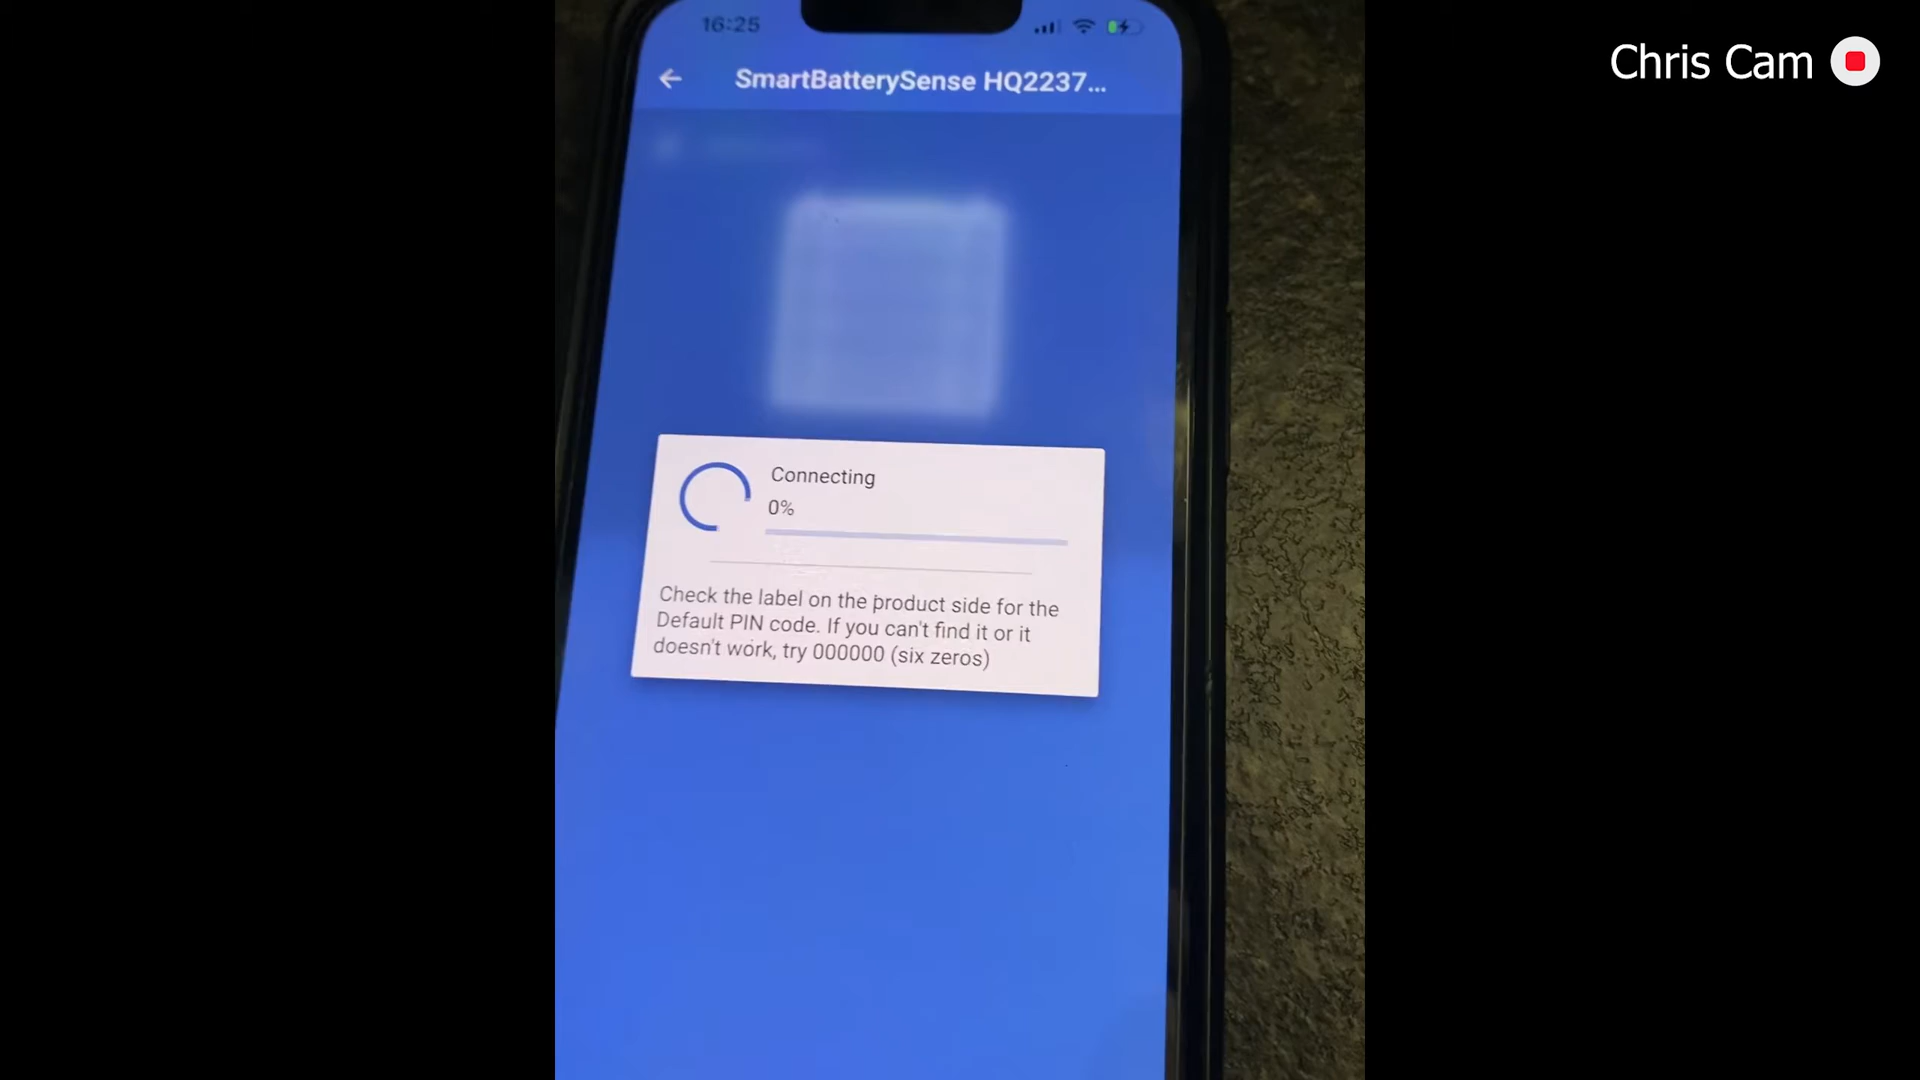 16:25
Chris Cam
SmartBatterySense HQ2237...
Connecting
0%
Check the label on the product side for the
Default PIN code. If you can't find it or it
doesn't work, try 000000 (six zeros)